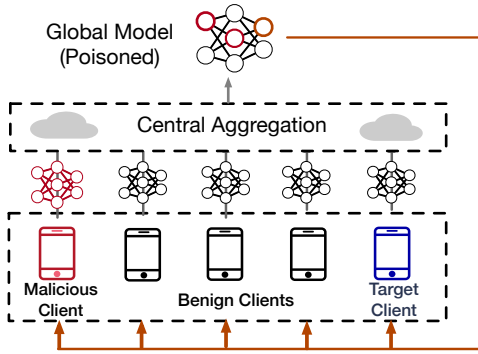 Global Model
(Poisoned)
Central Aggregation
Malicious
Client
Benign Clients
Target
Client